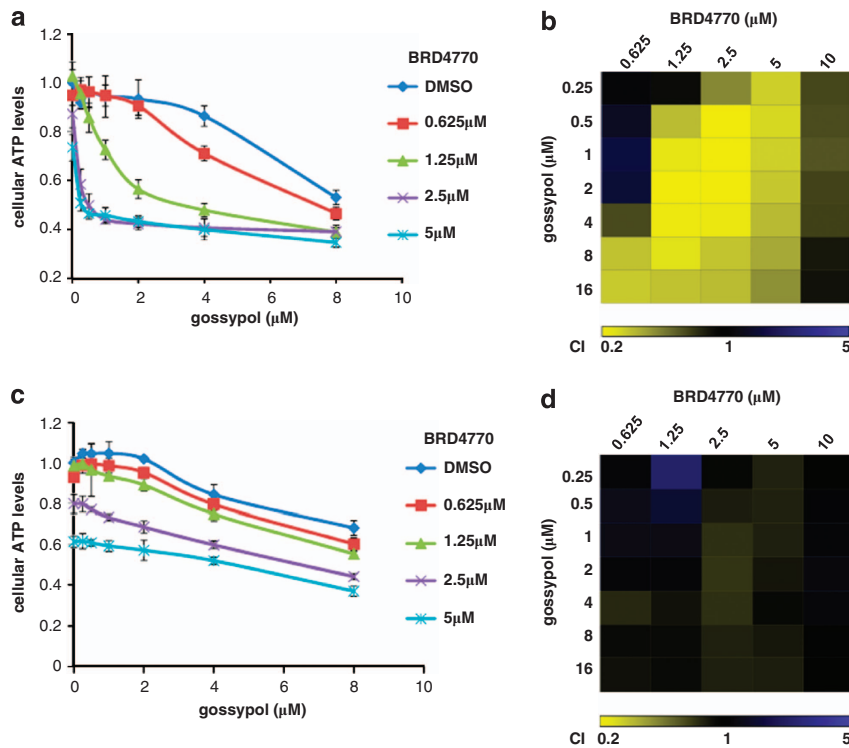 a
1.2
1.0
0.8
0.6
0.4
0.2
cellular ATP levels
0 2 4 6 8 10
gossypol (μM)
BRD4770
DMSO
0.625μM
1.25μM
2.5μM
5μM
b
BRD4770 (μM)
0.625 1.25 2.5 5 10
gossypol (μM)
0.25
0.5
1
2
4
8
16
CI 0.2 1 5
c
1.2
1.0
0.8
0.6
0.4
0.2
0
cellular ATP levels
0 2 4 6 8 10
gossypol (μM)
BRD4770
DMSO
0.625μM
1.25μM
2.5μM
5μM
d
BRD4770 (μM)
0.625 1.25 2.5 5 10
gossypol (μM)
0.25
0.5
1
2
4
8
16
CI 0.2 1 5